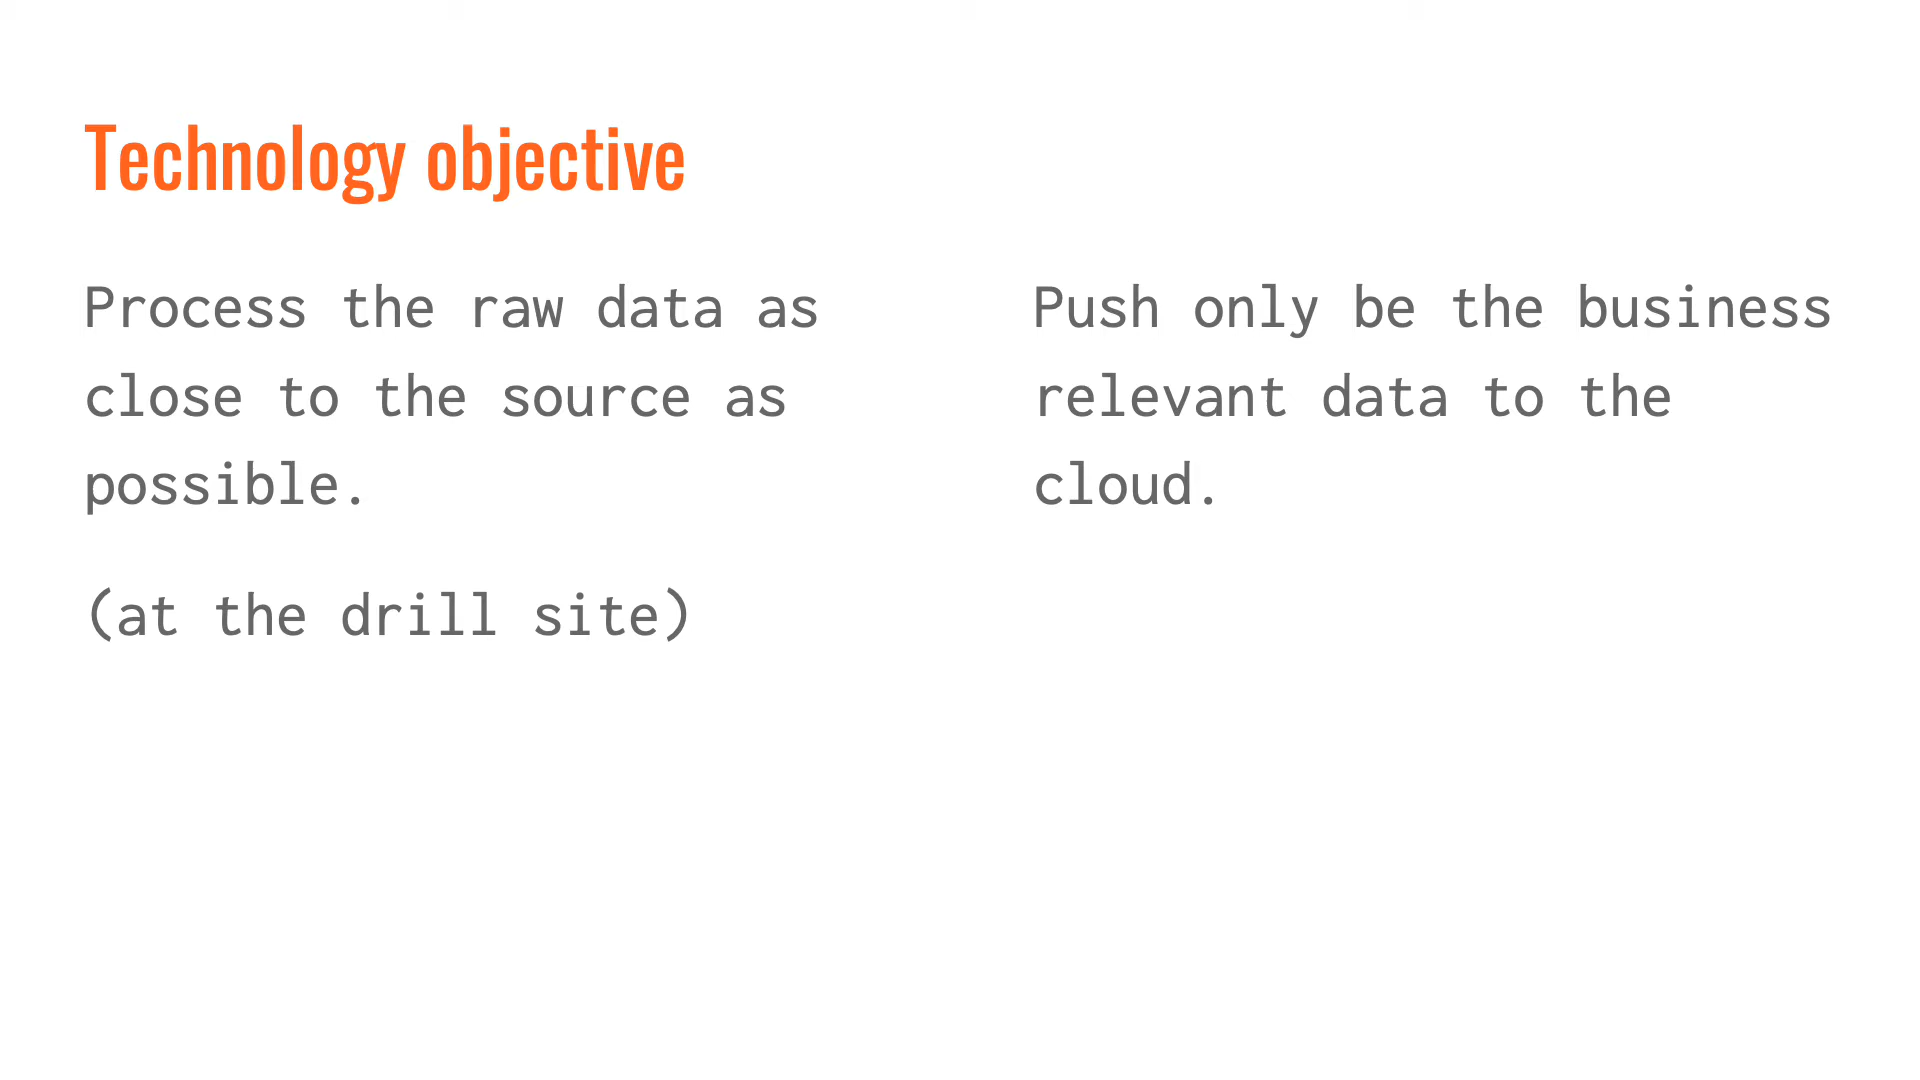 Technology objective
Process the raw data as
close to the source as
possible.
(at the drill site)
Push only be the business
relevant data to the
cloud.